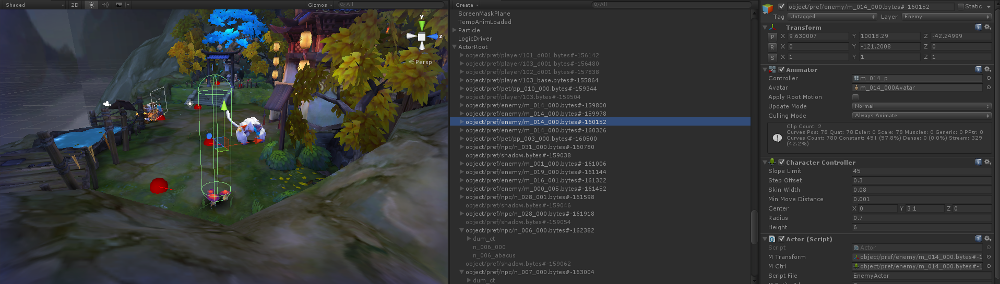 Shaded 2D Gizmos All
y
z
Persp
Create All
ScreenMaskPlane
TempAnimLoaded
Particle
LogicDriver
ActorRoot
object/pref/player/101_d001.bytes#-156142
object/pref/player/103_d001.bytes#-156480
object/pref/player/102_d001.bytes#-157838
object/pref/player/103_base.bytes#-155864
object/pref/pet/pp_010_000.bytes#-159344
object/pref/player/103.bytes#-159504
object/pref/enemy/m_014_000.bytes#-159800
object/pref/enemy/m_014_000.bytes#-159978
object/pref/enemy/m_014_000.bytes#-160152
object/pref/enemy/m_014_000.bytes#-160326
object/pref/pet/pp_003_000.bytes#-160500
object/pref/npc/n_031_000.bytes#-160780
object/pref/shadow.bytes#-159038
object/pref/enemy/m_001_000.bytes#-161006
object/pref/enemy/m_019_000.bytes#-161144
object/pref/enemy/m_016_001.bytes#-161322
object/pref/enemy/m_000_005.bytes#-161452
object/pref/npc/n_028_001.bytes#-161598
object/pref/shadow.bytes#-159046
object/pref/npc/n_028_000.bytes#-161918
object/pref/shadow.bytes#-159054
object/pref/npc/n_006_000.bytes#-162382
dum_ct
n_006_000
n_006_abacus
object/pref/shadow.bytes#-159062
object/pref/npc/n_007_000.bytes#-163004
dum_ct
object/pref/enemy/m_014_000.bytes#-160152 Static
Tag Untagged Layer Enemy
Transform
P X 9.630007 Y 10018.29 Z -42.24999
R X 0 Y -121.2008 Z 0
S X 1 Y 1 Z 1
Animator
Controller m_014_p
Avatar m_014_000Avatar
Apply Root Motion
Update Mode Normal
Culling Mode Always Animate
Clip Count: 2
Curves Pos: 78 Quat: 78 Euler: 0 Scale: 78 Muscles: 0 Generic: 0 PPtr: 0
Curves Count: 780 Constant: 451 (57.8%) Dense: 0 (0.0%) Stream: 329
(42.2%)
Character Controller
Slope Limit 45
Step Offset 0.3
Skin Width 0.08
Min Move Distance 0.001
Center X 0 Y 3.1 Z 0
Radius 0.7
Height 6
Actor (Script)
Script Actor
M Transform object/pref/enemy/m_014_000.bytes#-1
M Ctrl object/pref/enemy/m_014_000.bytes#-1
Script File EnemyActor